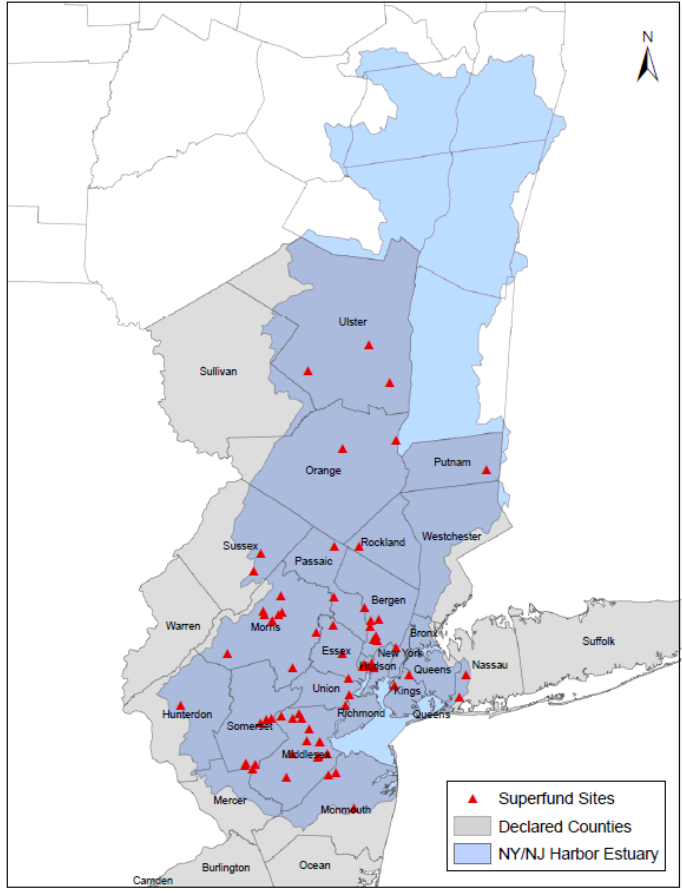 N
Ulster
Sullivan
Orange
Putnam
Sussex
Rockland
Westchester
Passaic
Bergen
Warren
Morris
Bronx
Suffolk
Essex
New York
Nassau
Hudson
Queens
Union
Kings
Hunterdon
Richmond
Queens
Somerset
Middlesex
Mercer
Monmouth
Burlington
Ocean
Camden
Superfund Sites
Declared Counties
NY/NJ Harbor Estuary